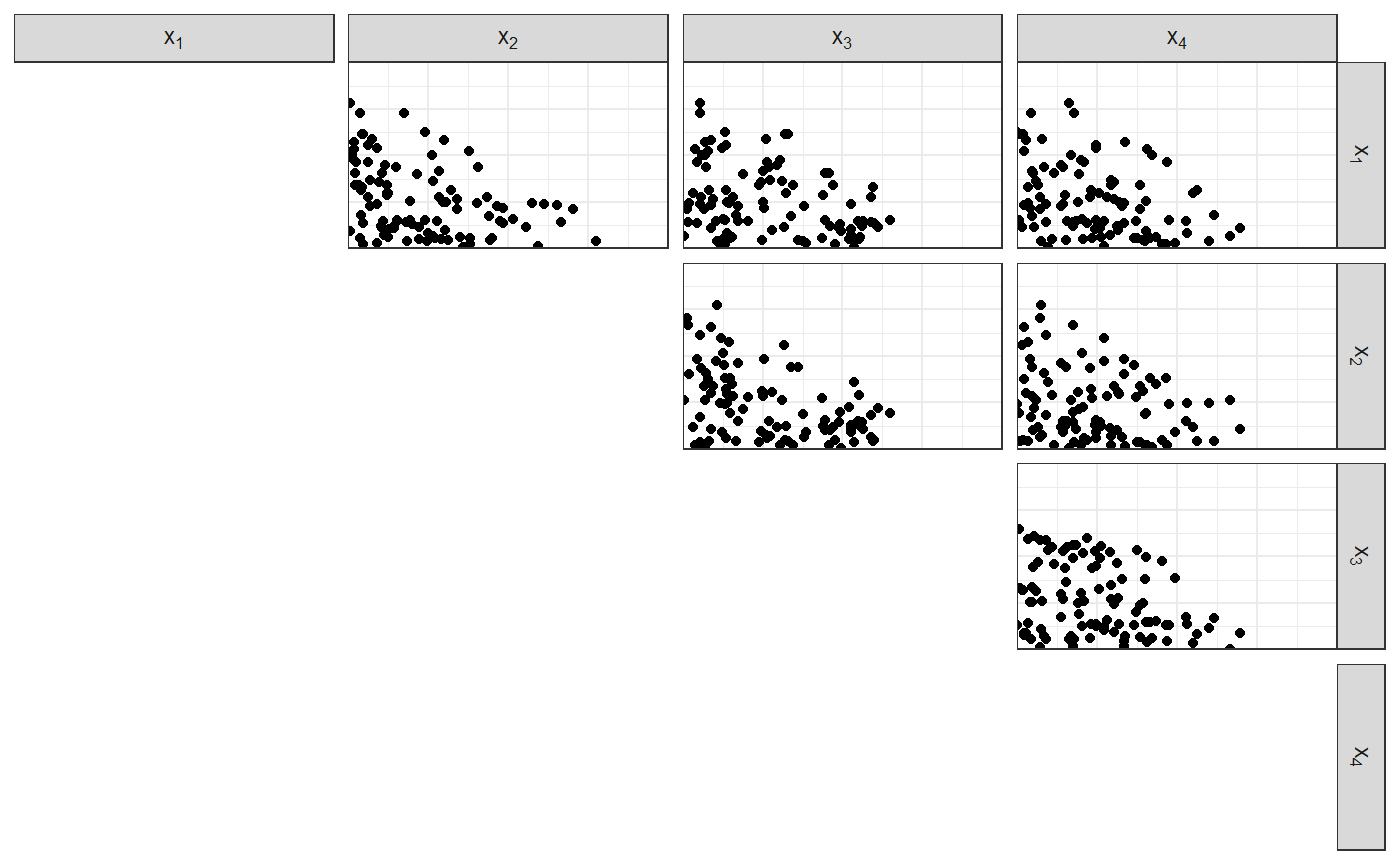 x₁ x₂ x₃ x₄
x₁
x₂
x₃
x₄